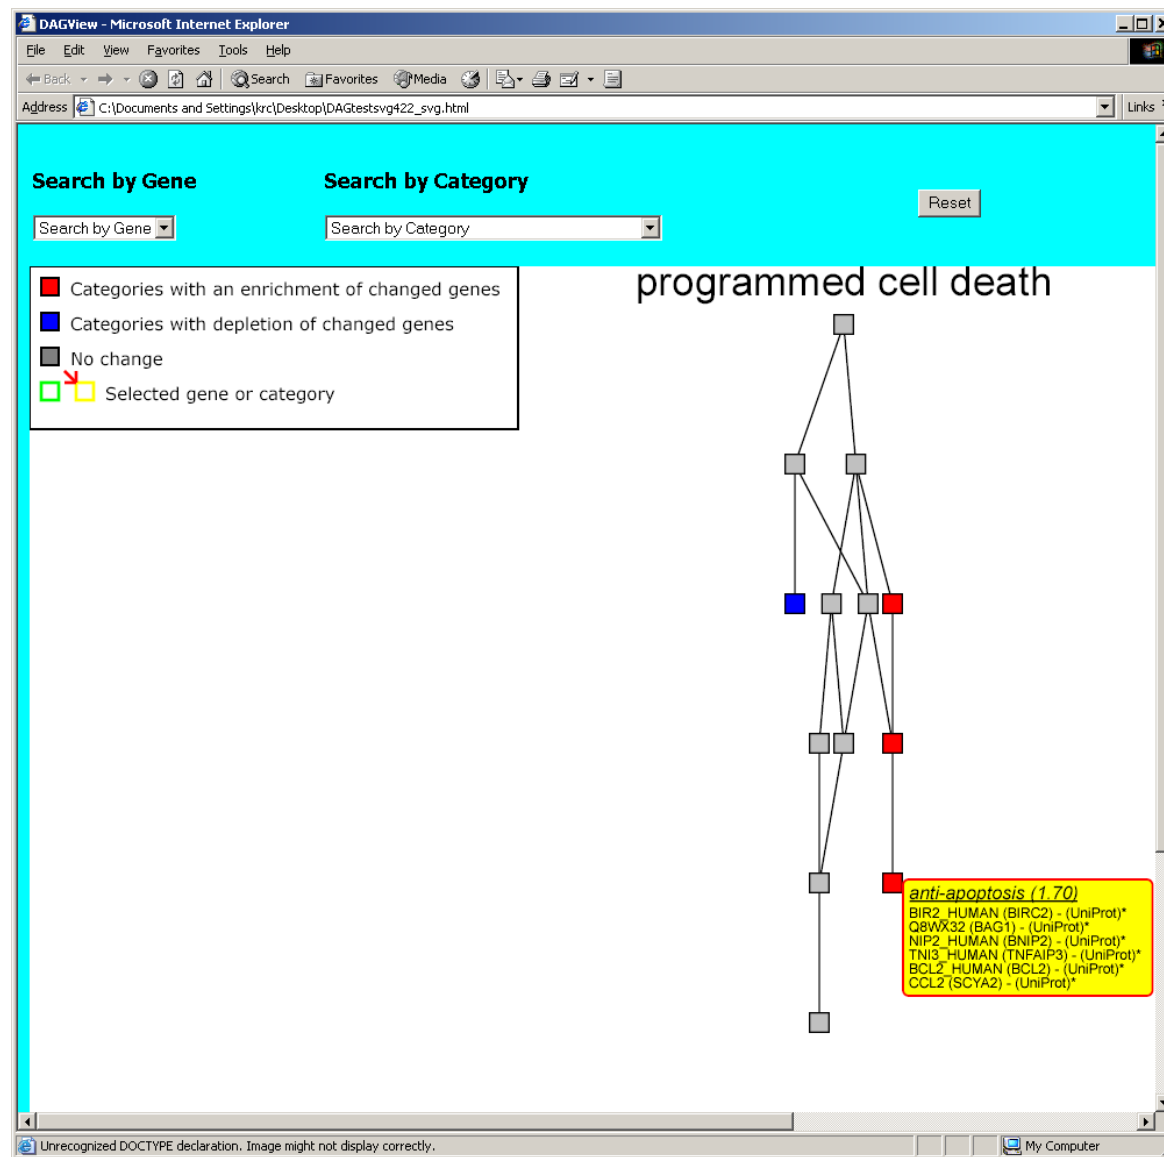 DAGView - Microsoft Internet Explorer
File Edit View Favorites Tools Help
Back Search Favorites Media
Address C:\Documents and Settings\krc\Desktop\DAGtestsvg422_svg.html Links
Search by Gene Search by Category
Reset
Search by Gene Search by Category
programmed cell death
Categories with an enrichment of changed genes
Categories with depletion of changed genes
No change
Selected gene or category
anti-apoptosis (1.70)
BIR2_HUMAN (BIRC2) - (UniProt)*
Q8WX32 (BAG1) - (UniProt)*
NIP2_HUMAN (BNIP2) - (UniProt)*
TNI3_HUMAN (TNFAIP3) - (UniProt)*
BCL2_HUMAN (BCL2) - (UniProt)*
CCL2 (SCYA2) - (UniProt)*
Unrecognized DOCTYPE declaration. Image might not display correctly. My Computer